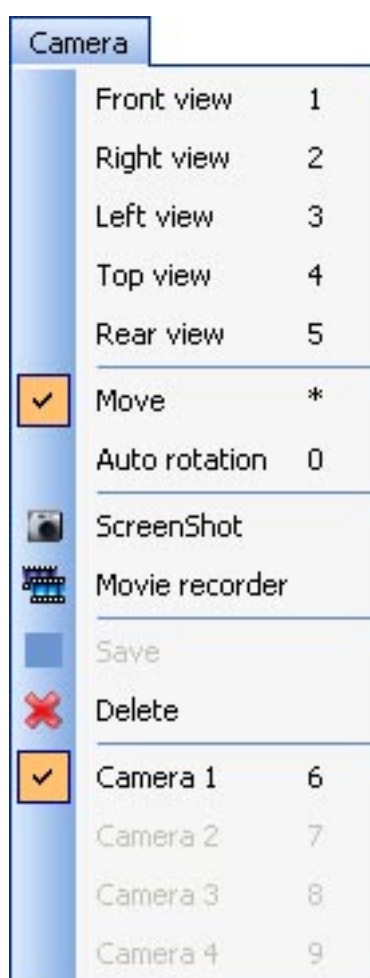 Camera
Front view 1
Right view 2
Left view 3
Top view 4
Rear view 5
Move *
Auto rotation 0
ScreenShot
Movie recorder
Save
Delete
Camera 1 6
Camera 2 7
Camera 3 8
Camera 4 9